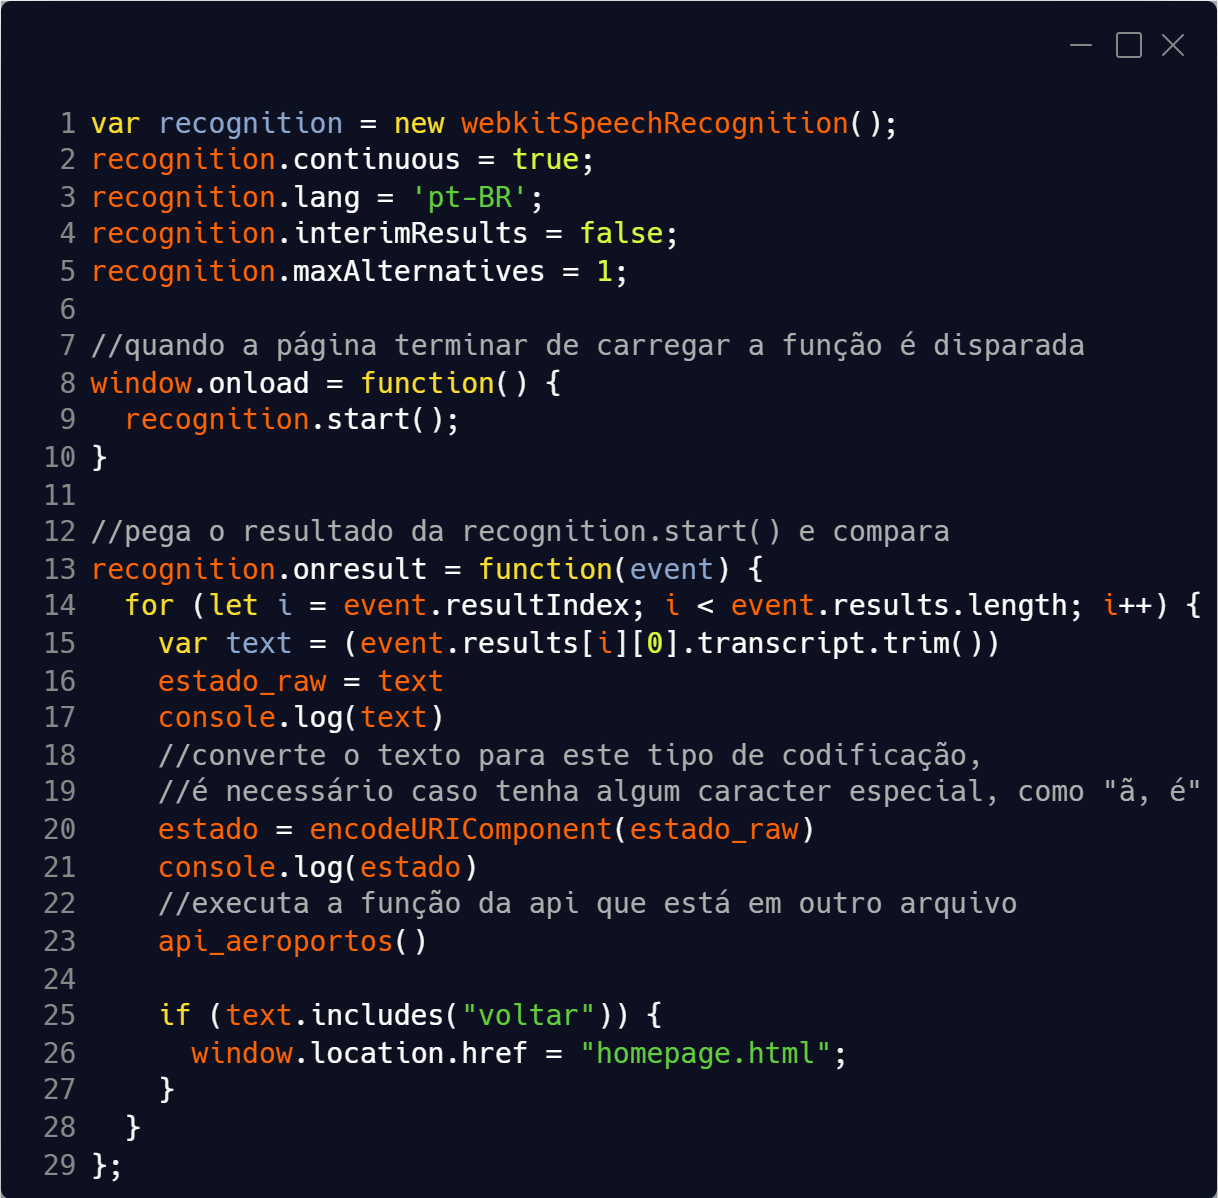 1 var recognition = new webkitSpeechRecognition();
2 recognition.continuous = true;
3 recognition.lang = 'pt-BR';
4 recognition.interimResults = false;
5 recognition.maxAlternatives = 1;
6
7 //quando a página terminar de carregar a função é disparada
8 window.onload = function() {
9   recognition.start();
10 }
11
12 //pega o resultado da recognition.start() e compara
13 recognition.onresult = function(event) {
14   for (let i = event.resultIndex; i < event.results.length; i++) {
15     var text = (event.results[i][0].transcript.trim())
16     estado_raw = text
17     console.log(text)
18     //converte o texto para este tipo de codificação,
19     //é necessário caso tenha algum caracter especial, como "ã, é"
20     estado = encodeURIComponent(estado_raw)
21     console.log(estado)
22     //executa a função da api que está em outro arquivo
23     api_aeroportos()
24
25     if (text.includes("voltar")) {
26       window.location.href = "homepage.html";
27     }
28   }
29 };